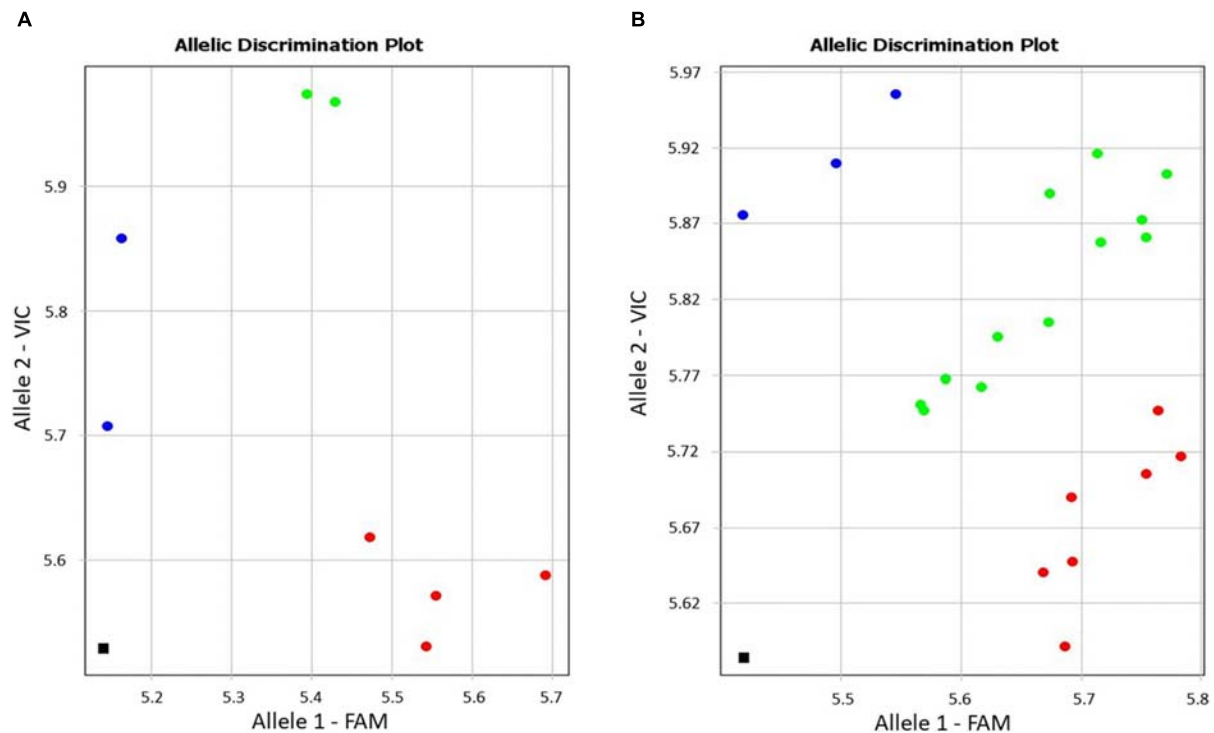 A
Allelic Discrimination Plot
5.9
5.8
5.7
5.6
Allele 2 - VIC
5.2
5.3
5.4
5.5
5.6
5.7
Allele 1 - FAM
B
Allelic Discrimination Plot
5.97
5.92
5.87
5.82
5.77
5.72
5.67
5.62
Allele 2 - VIC
5.5
5.6
5.7
5.8
Allele 1 - FAM